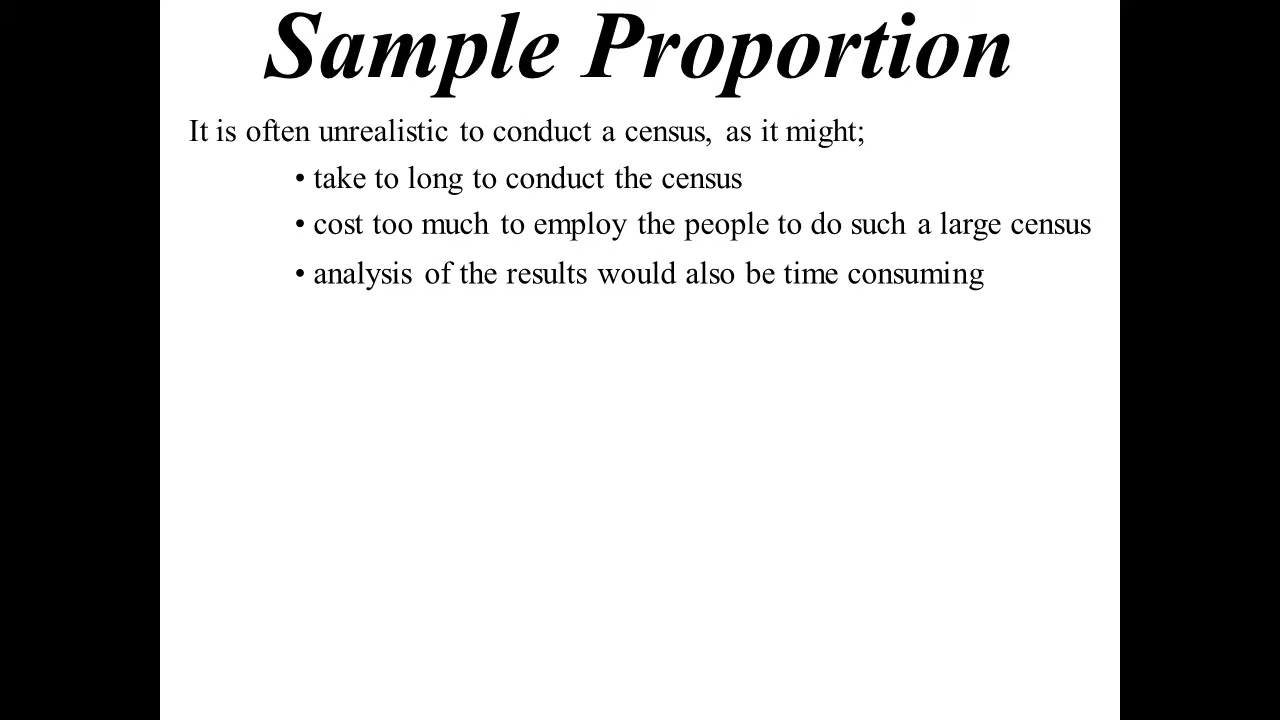 Sample Proportion
It is often unrealistic to conduct a census, as it might;
• take to long to conduct the census
• cost too much to employ the people to do such a large census
• analysis of the results would also be time consuming